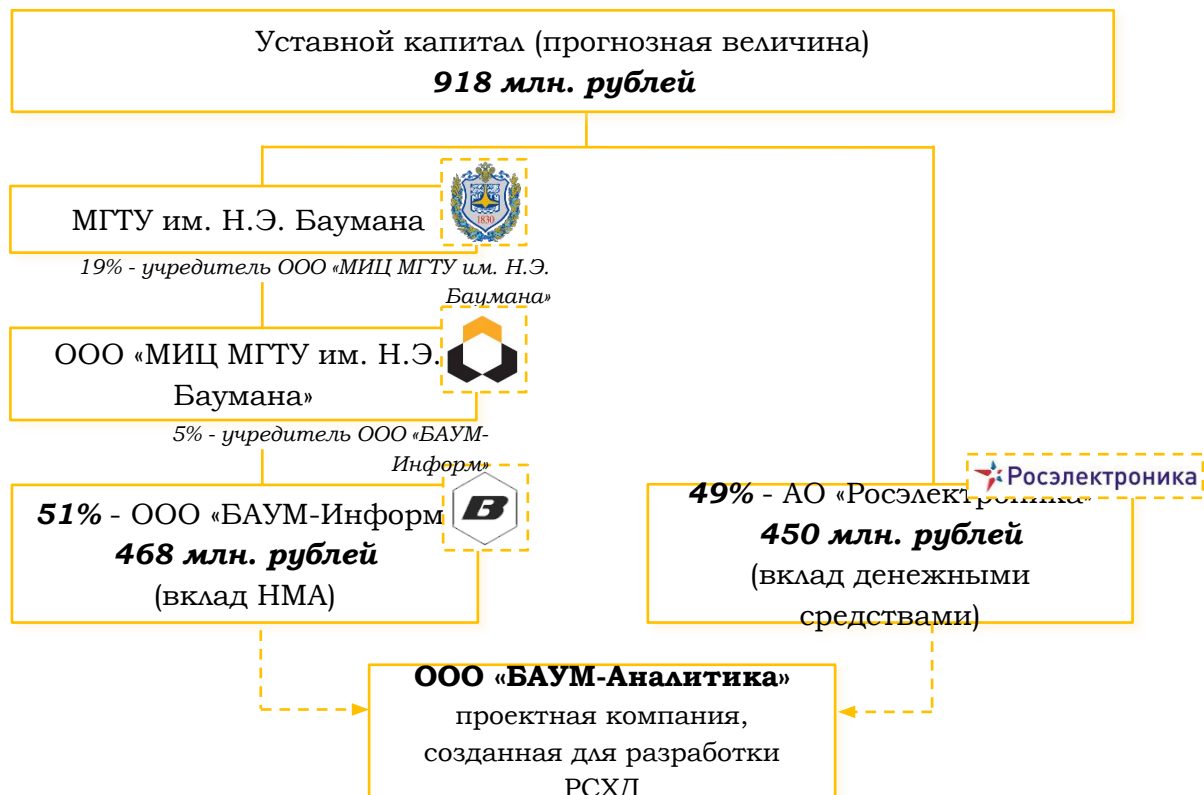 Уставной капитал (прогнозная величина)
918 млн. рублей
МГТУ им. Н.Э. Баумана
1830
19% - учредитель ООО «МИЦ МГТУ им. Н.Э.
Баумана»
ООО «МИЦ МГТУ им. Н.Э.
Баумана»
5% - учредитель ООО «БАУМ-
Информ»
51% - ООО «БАУМ-Информ
468 млн. рублей
(вклад НМА)
B
Росэлектроника
49% - АО «Росэлектроника»
450 млн. рублей
(вклад денежными
средствами)
ООО «БАУМ-Аналитика»
проектная компания,
созданная для разработки
РСХД